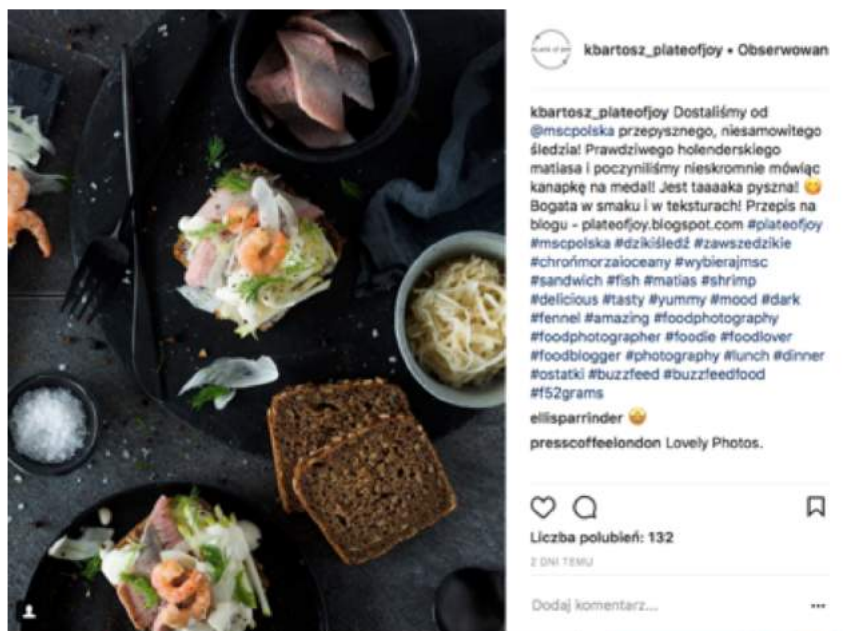 kbartosz_plateofjoy • Obserwowan
kbartosz_plateofjoy Dostaliśmy od
@mscpolska przepysznego, niesamowitego
śledzia! Prawdziwego holenderskiego
matiasa i poczyniliśmy nieskromnie mówiąc
kanapkę na medal! Jest taaaaka pyszna! 😋
Bogata w smaku i w teksturach! Przepis na
blogu - plateofjoy.blogspot.com #plateofjoy
#mscpolska #dzikiśledź #zawszedzikie
#chrońmorzaioceany #wybierajmsc
#sandwich #fish #matias #shrimp
#delicious #tasty #yummy #mood #dark
#fennel #amazing #foodphotography
#foodphotographer #foodie #foodlover
#foodblogger #photography #lunch #dinner
#ostatki #buzzfeed #buzzfeedfood
#f52grams
ellisparrinder 🤩
presscoffeelondon Lovely Photos.
Liczba polubień: 132
2 DNI TEMU
Dodaj komentarz...